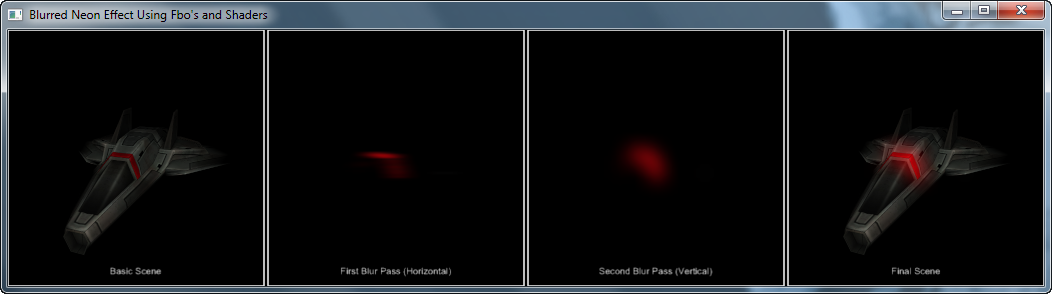 Blurred Neon Effect Using Fbo's and Shaders
Basic Scene
First Blur Pass (Horizontal)
Second Blur Pass (Vertical)
Final Scene